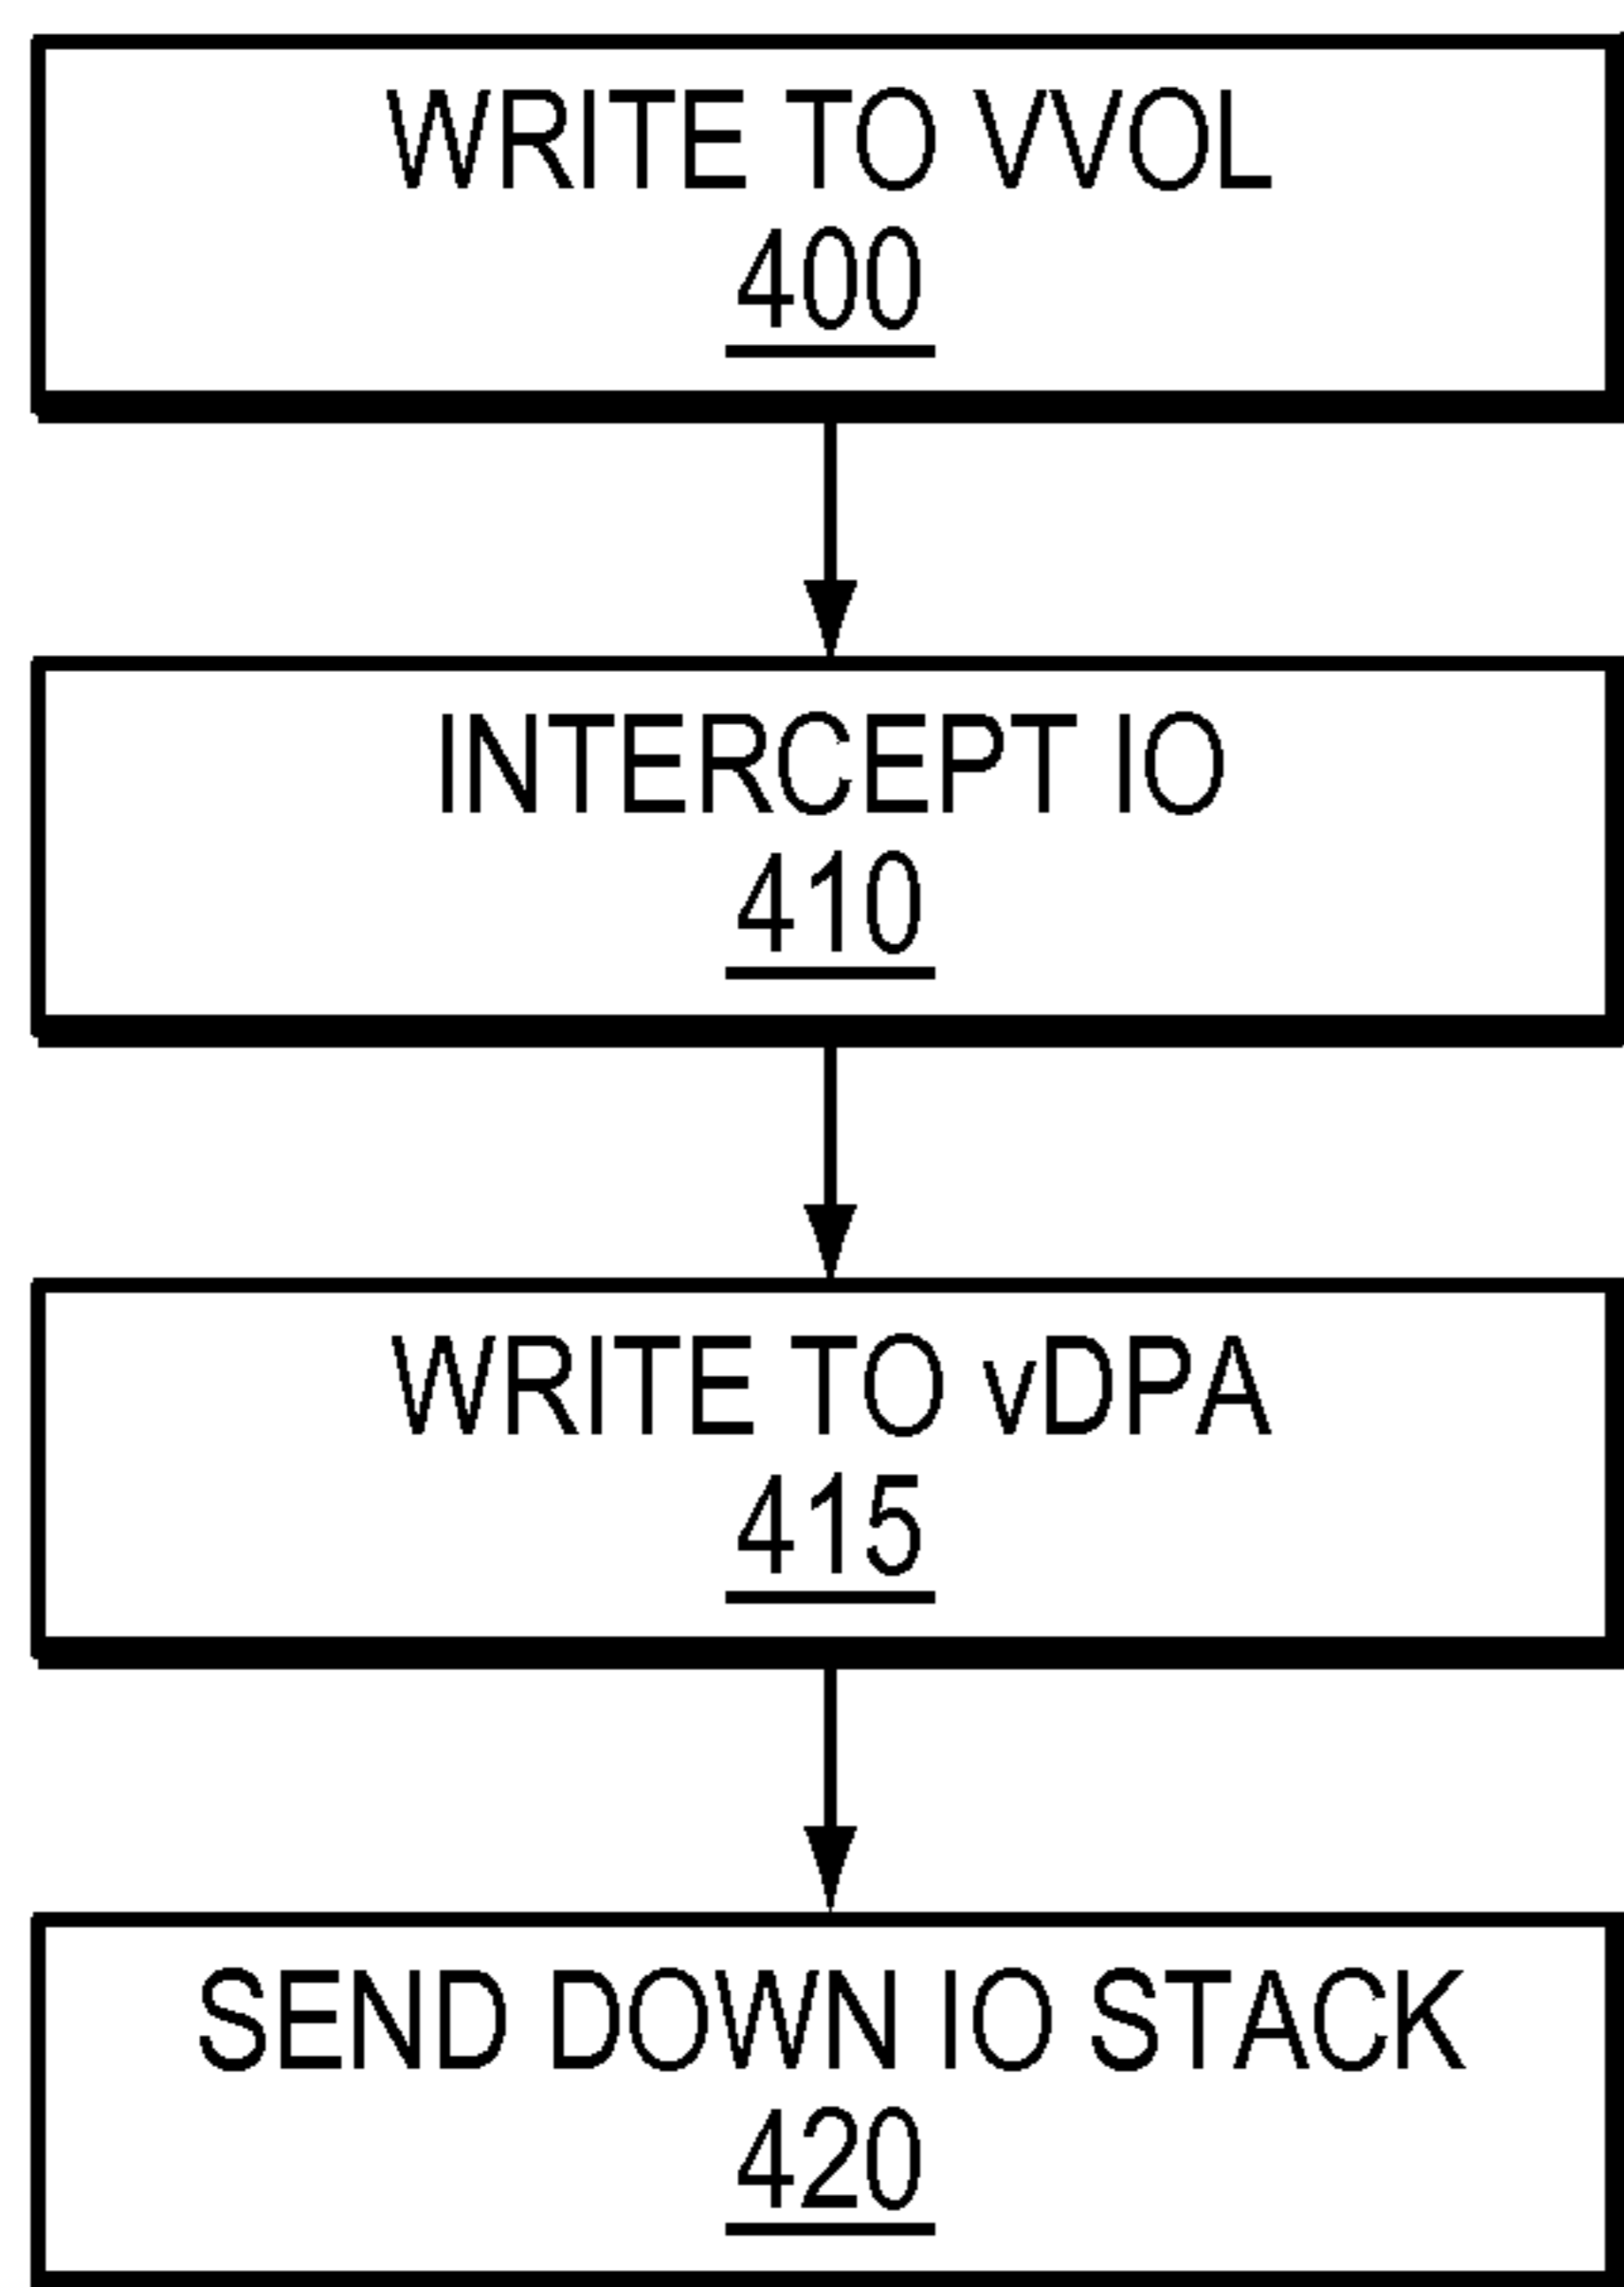 WRITE TO VVOL
400
INTERCEPT IO
410
WRITE TO vDPA
415
SEND DOWN IO STACK
420